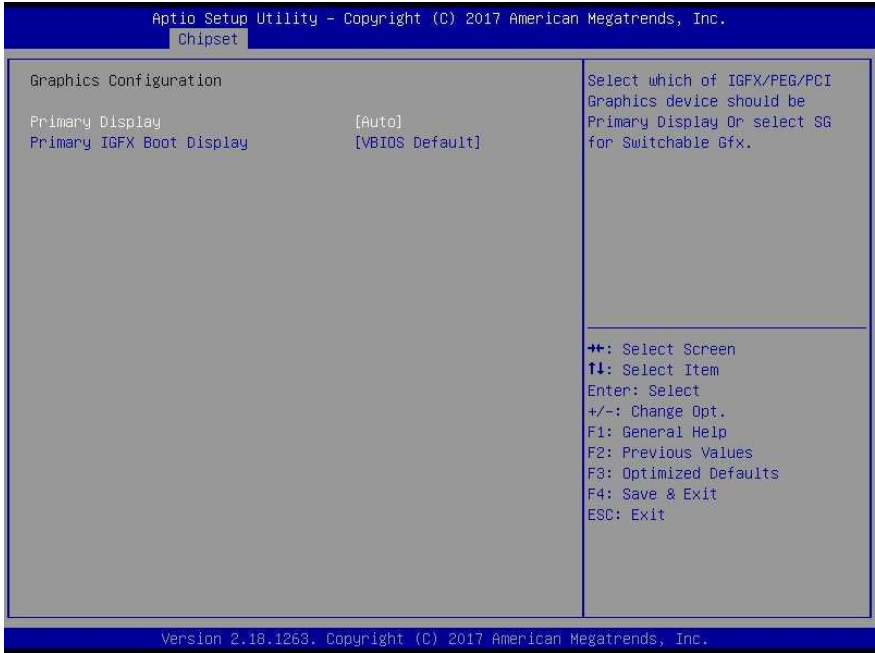 Aptio Setup Utility – Copyright (C) 2017 American Megatrends, Inc.
Chipset
Graphics Configuration
Primary Display [Auto]
Primary IGFX Boot Display [VBIOS Default]
Select which of IGFX/PEG/PCI
Graphics device should be
Primary Display Or select SG
for Switchable Gfx.
→←: Select Screen
↑↓: Select Item
Enter: Select
+/-: Change Opt.
F1: General Help
F2: Previous Values
F3: Optimized Defaults
F4: Save & Exit
ESC: Exit
Version 2.18.1263. Copyright (C) 2017 American Megatrends, Inc.